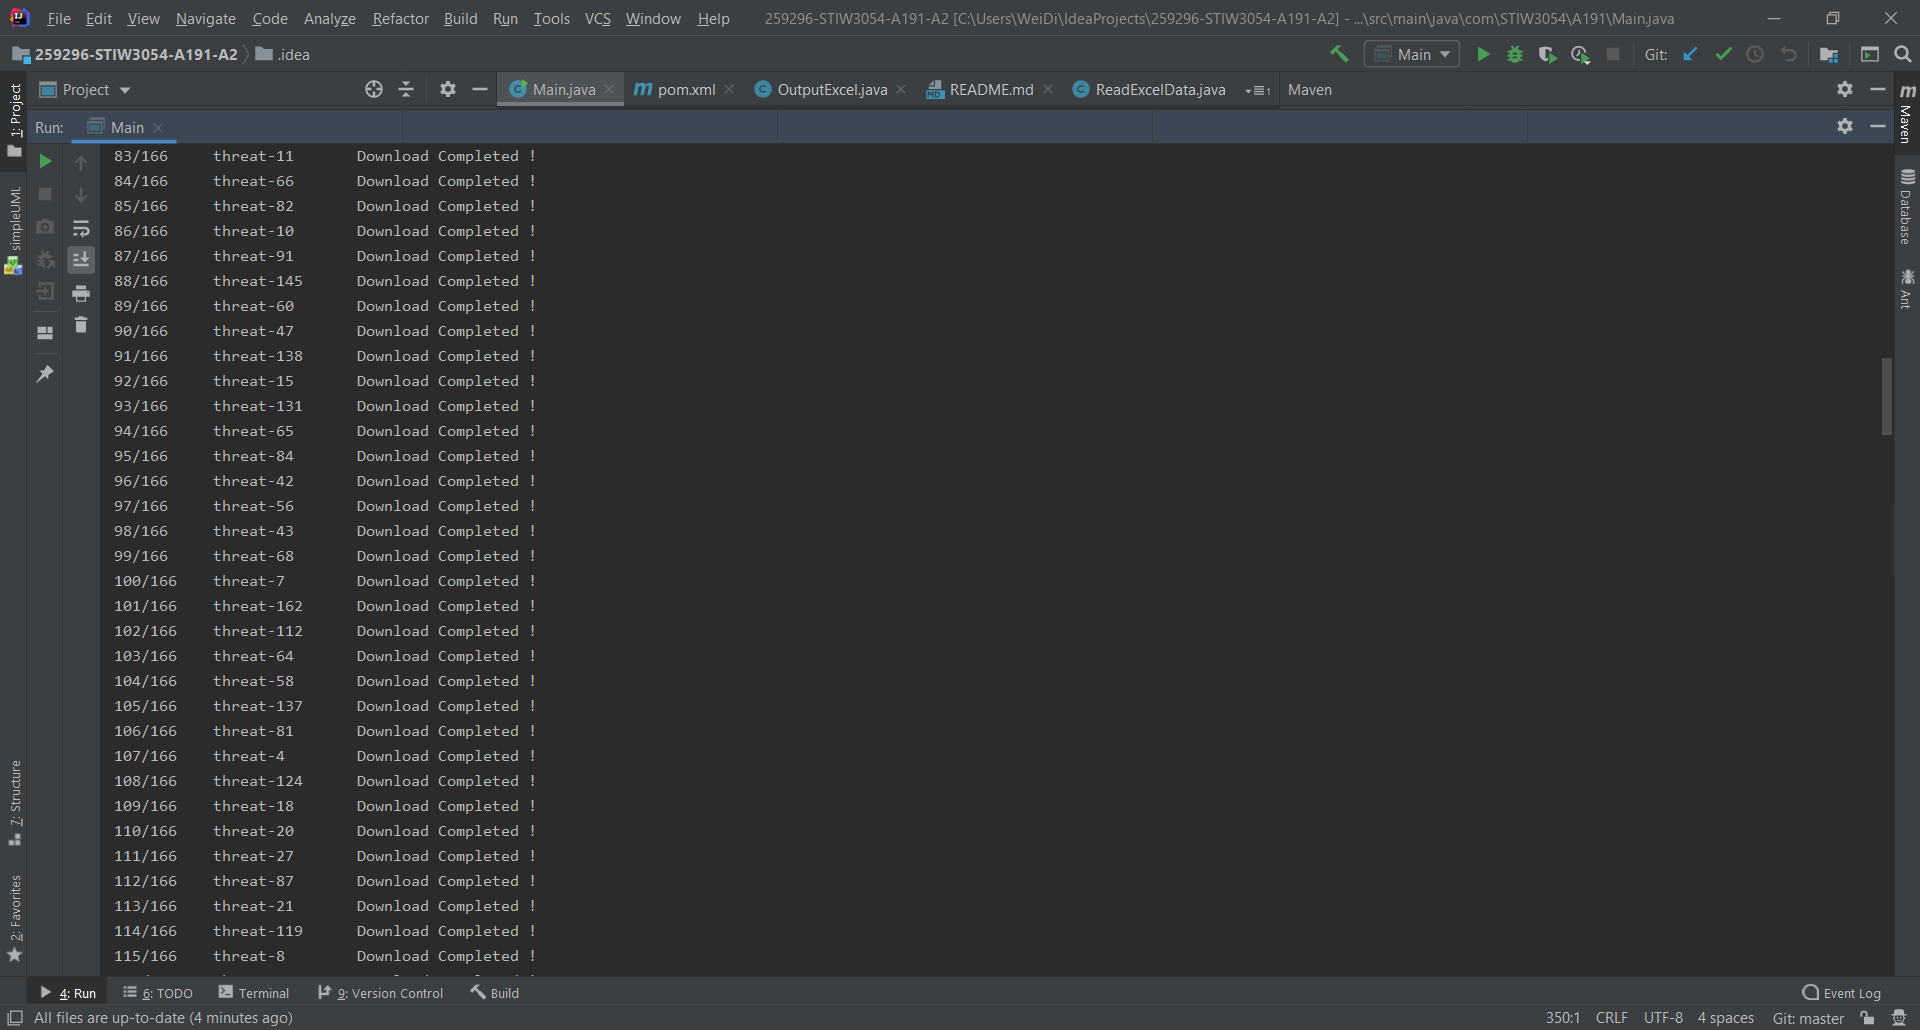 File Edit View Navigate Code Analyze Refactor Build Run Tools VCS Window Help 259296-STIW3054-A191-A2 [C:\Users\WeiDi\IdeaProjects\259296-STIW3054-A191-A2] - ...\src\main\java\com\STIW3054\A191\Main.java
259296-STIW3054-A191-A2 .idea Main Git:
Project Main.java pom.xml OutputExcel.java README.md ReadExcelData.java Maven
Run: Main
83/166 threat-11 Download Completed !
84/166 threat-66 Download Completed !
85/166 threat-82 Download Completed !
86/166 threat-10 Download Completed !
87/166 threat-91 Download Completed !
88/166 threat-145 Download Completed !
89/166 threat-60 Download Completed !
90/166 threat-47 Download Completed !
91/166 threat-138 Download Completed !
92/166 threat-15 Download Completed !
93/166 threat-131 Download Completed !
94/166 threat-65 Download Completed !
95/166 threat-84 Download Completed !
96/166 threat-42 Download Completed !
97/166 threat-56 Download Completed !
98/166 threat-43 Download Completed !
99/166 threat-68 Download Completed !
100/166 threat-7 Download Completed !
101/166 threat-162 Download Completed !
102/166 threat-112 Download Completed !
103/166 threat-64 Download Completed !
104/166 threat-58 Download Completed !
105/166 threat-137 Download Completed !
106/166 threat-81 Download Completed !
107/166 threat-4 Download Completed !
108/166 threat-124 Download Completed !
109/166 threat-18 Download Completed !
110/166 threat-20 Download Completed !
111/166 threat-27 Download Completed !
112/166 threat-87 Download Completed !
113/166 threat-21 Download Completed !
114/166 threat-119 Download Completed !
115/166 threat-8 Download Completed !
1: Project
simpleUML
7: Structure
2: Favorites
Maven
Database
Ant
4: Run 6: TODO Terminal 9: Version Control Build Event Log
All files are up-to-date (4 minutes ago) 350:1 CRLF UTF-8 4 spaces Git: master